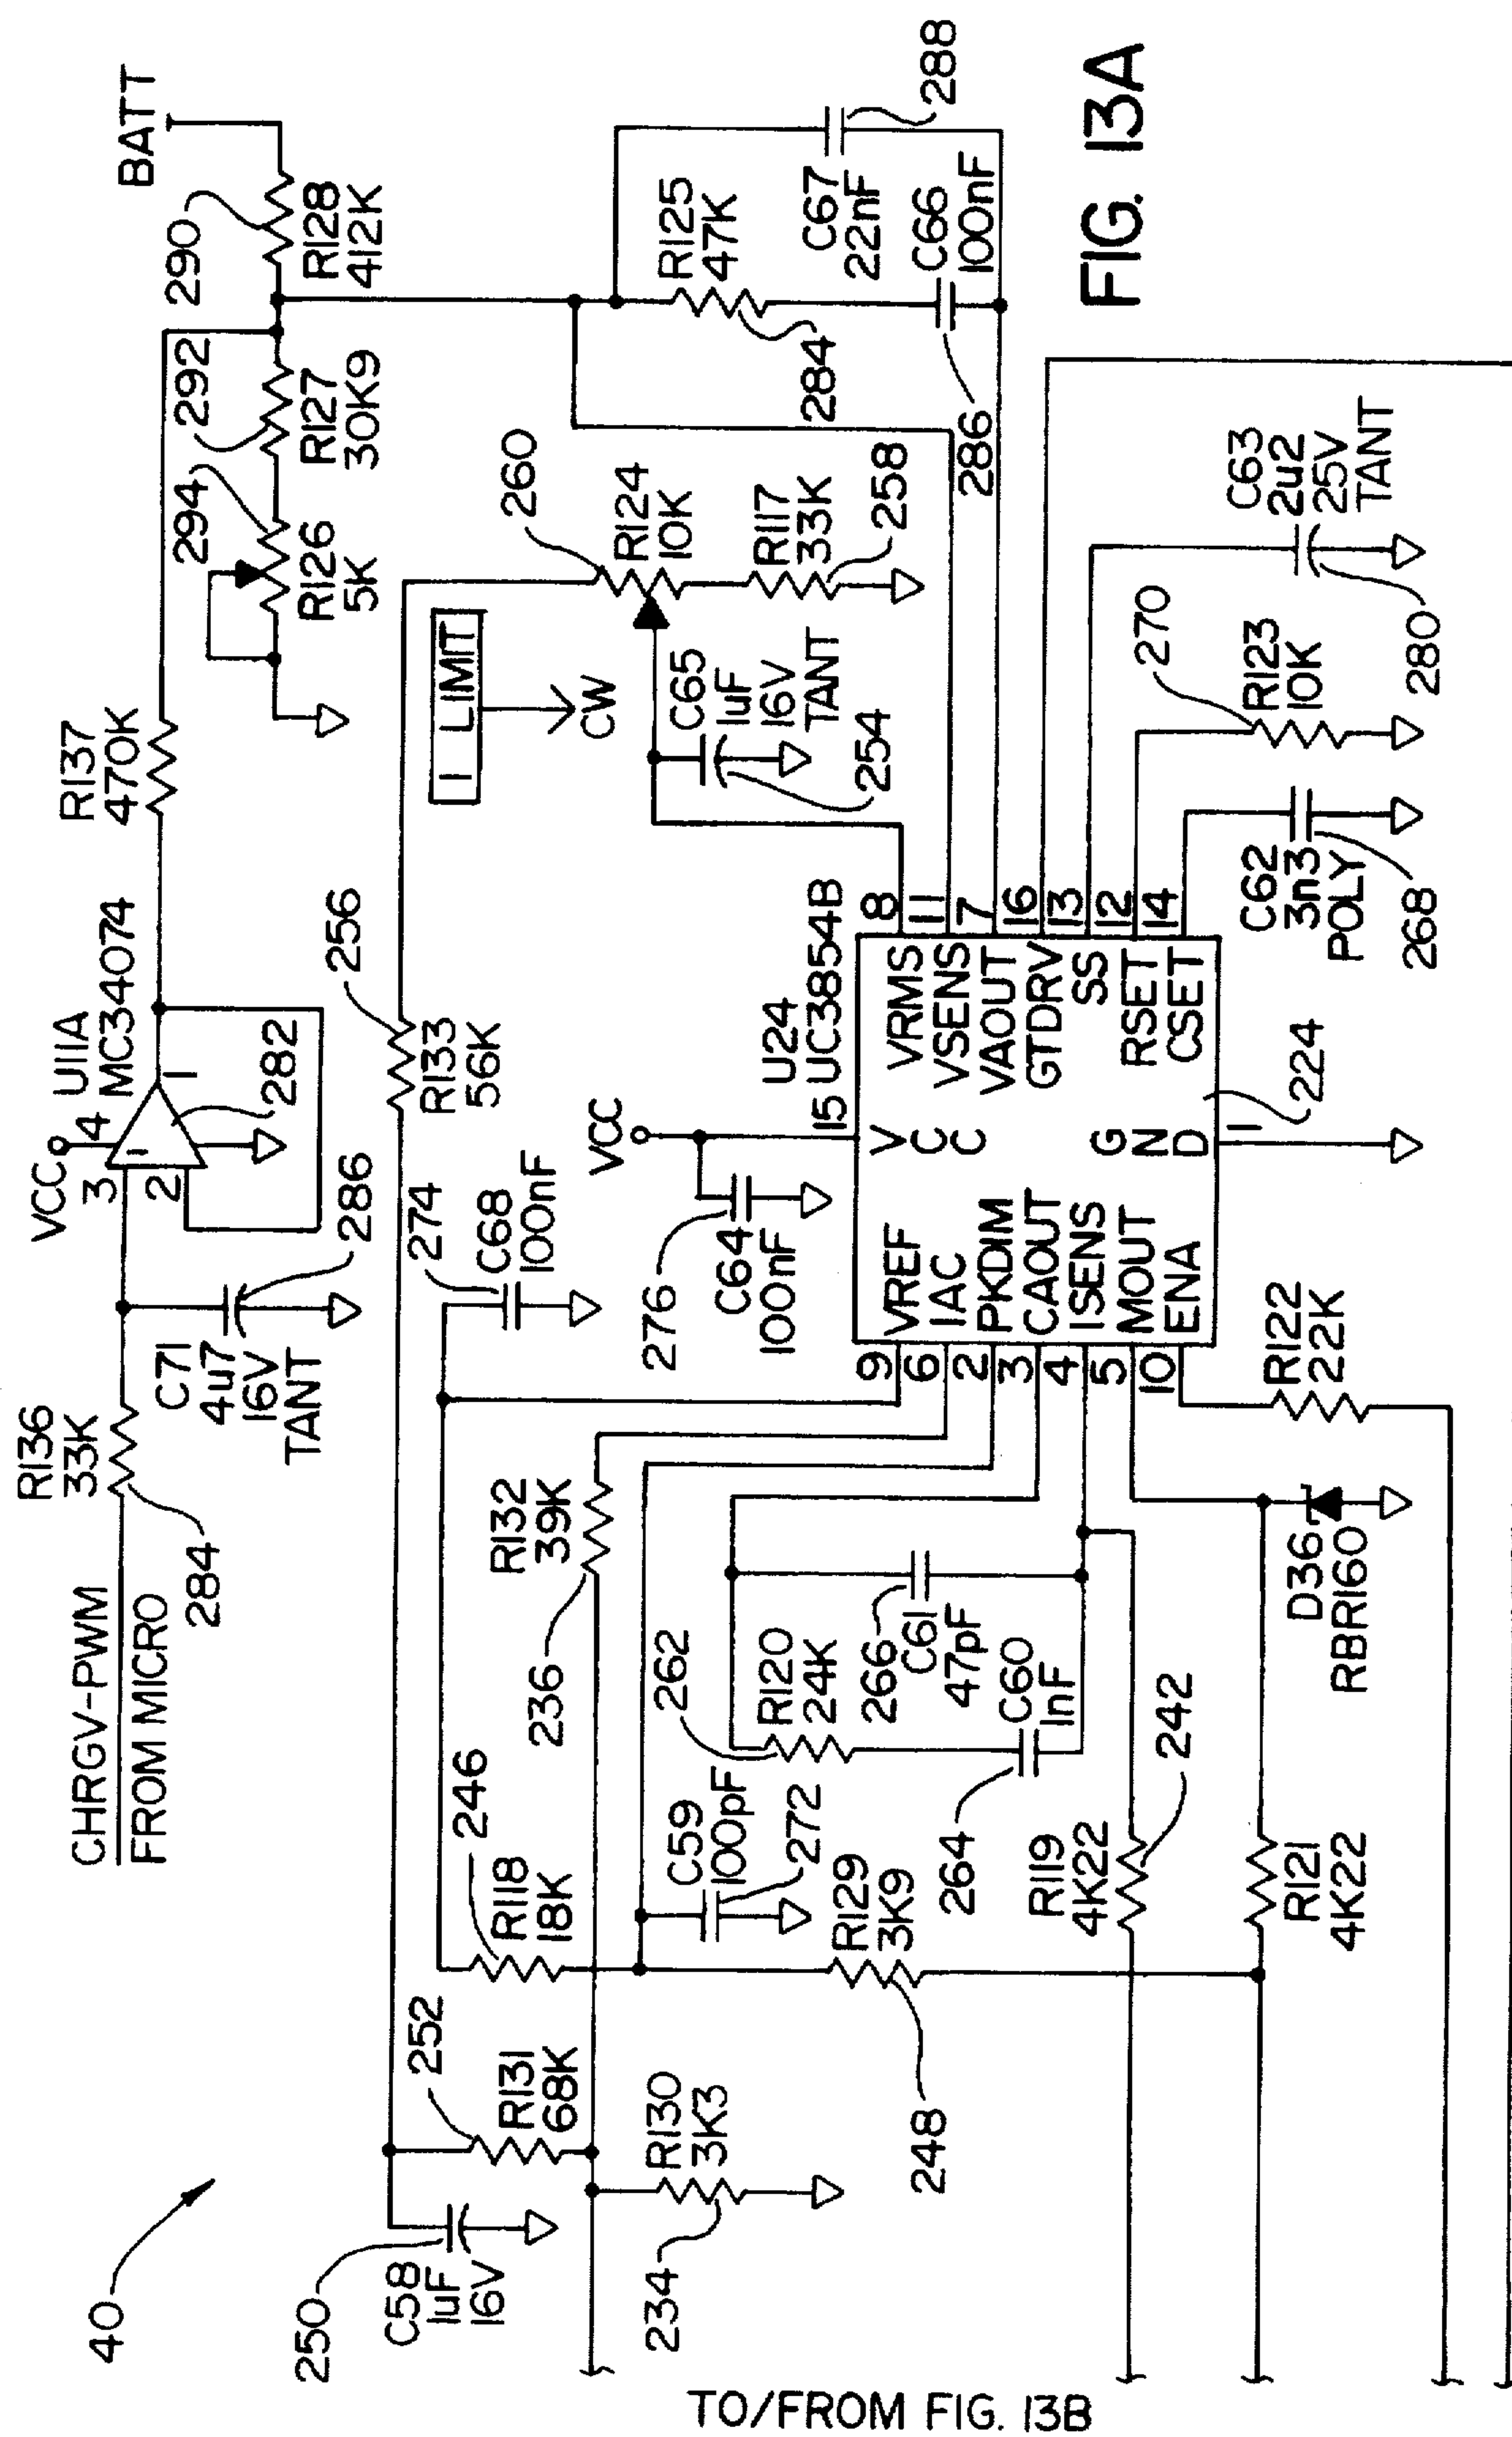 40
CHRGV-PWM
FROM MICRO
284
R136
33K
C71
4u7
16V
TANT
286
VCC
3
2
4
1
U11A
MC34074
282
R137
470K
294
R126
5K
292
R127
30K9
290
R128
412K
BATT
250
C58
1uF
16V
252
R131
68K
246
R118
18K
236
R132
39K
274
C68
100nF
256
R133
56K
I LIMIT
CW
260
R124
10K
R117
33K
258
C65
1uF
16V
TANT
254
284
R125
47K
C67
22nF
288
C66
100nF
286
234
R130
3K3
C59
100pF
272
R129
3K9
248
262
R120
24K
266
C61
47pF
264
C60
1nF
R119
4K22
242
R121
4K22
D36
RBR160
R122
22K
276
C64
100nF
VCC
15
U24
UC3854B
9
6
2
3
4
5
10
VREF
IAC
PKDIM
CAOUT
ISENS
MOUT
ENA
V
C
C
G
N
D
1
224
VRMS
VSENS
VAOUT
GTDRV
SS
RSET
CSET
8
11
7
16
13
12
14
C62
3n3
POLY
268
270
R123
10K
280
C63
2u2
25V
TANT
TO/FROM FIG. 13B
FIG. 13A